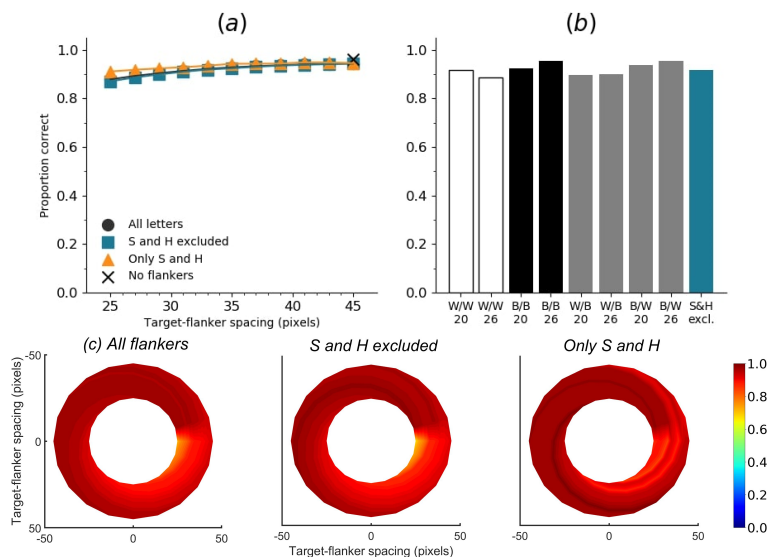 (a)
1.0
0.8
0.6
0.4
0.2
0.0
Proportion correct
All letters
S and H excluded
Only S and H
No flankers
25 30 35 40 45
Target-flanker spacing (pixels)
(b)
1.0
0.8
0.6
0.4
0.2
0.0
W/W W/W B/B B/B W/B W/B B/W B/W S&H
20 26 20 26 20 26 20 26 excl.
(c) All flankers
S and H excluded
Only S and H
Target-flanker spacing (pixels)
-50
0
50
-50 0 50
-50 0 50
-50 0 50
Target-flanker spacing (pixels)
1.0
0.8
0.6
0.4
0.2
0.0